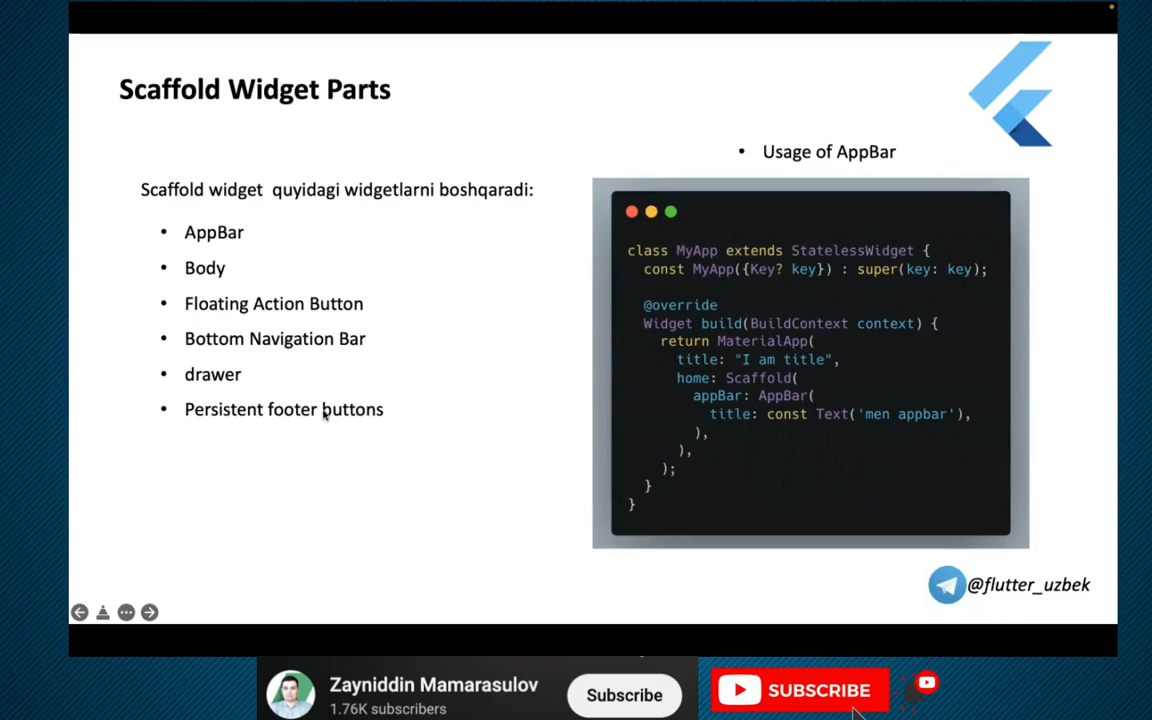 Scaffold Widget Parts
• Usage of AppBar
Scaffold widget quyidagi widgetlarni boshqaradi:
• AppBar
• Body
• Floating Action Button
• Bottom Navigation Bar
• drawer
• Persistent footer buttons
class MyApp extends StatelessWidget {
const MyApp({Key? key}) : super(key: key);
@override
Widget build(BuildContext context) {
return MaterialApp(
title: "I am title",
home: Scaffold(
appBar: AppBar(
title: const Text('men appbar'),
),
),
);
}
}
@flutter_uzbek
Zayniddin Mamarasulov
1.76K subscribers
Subscribe
SUBSCRIBE